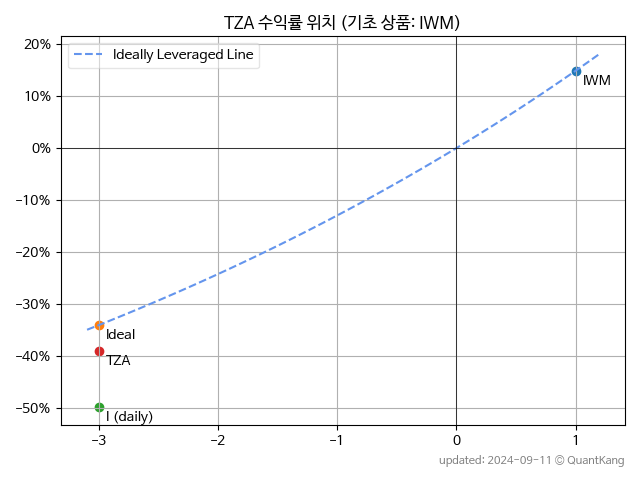 TZA 수익률 위치 (기초 상품: IWM)
Ideally Leveraged Line
20%
10%
0%
-10%
-20%
-30%
-40%
-50%
IWM
Ideal
TZA
I (daily)
-3
-2
-1
0
1
updated: 2024-09-11 © QuantKang